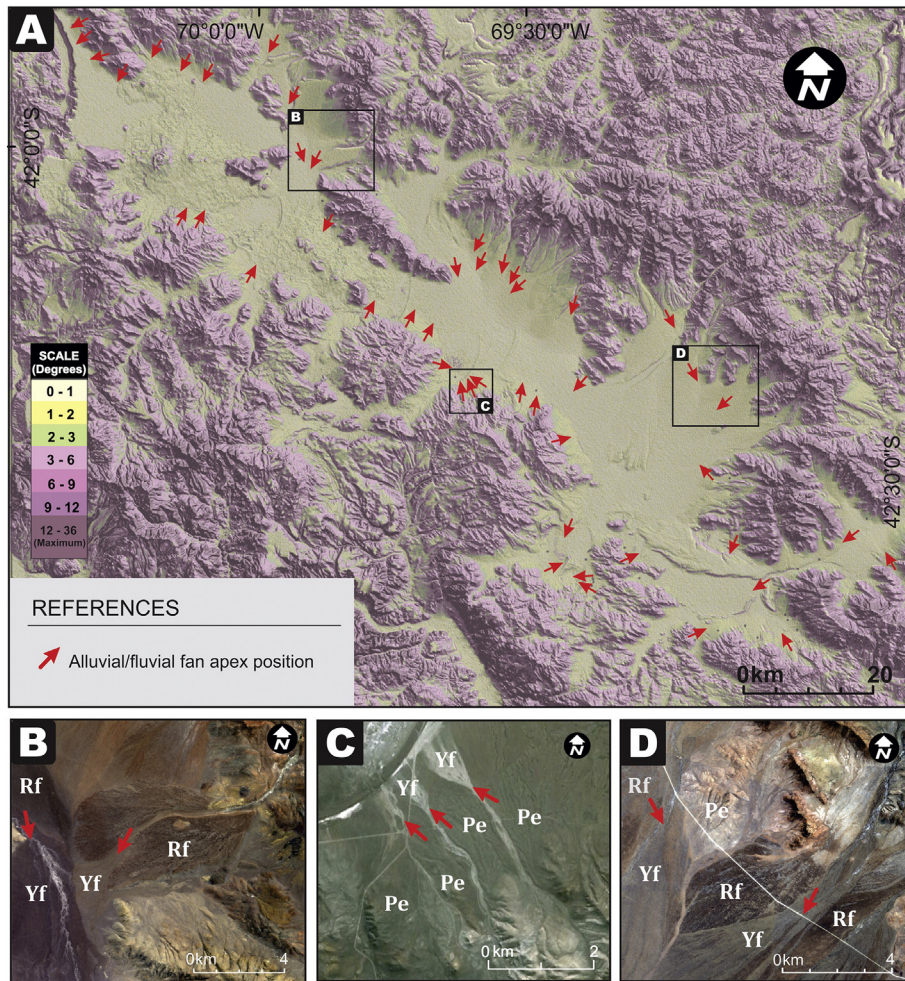 A
70°0'0"W
69°30'0"W
N
42°0'0"S
B
D
C
42°30'0"S
SCALE
(Degrees)
0 - 1
1 - 2
2 - 3
3 - 6
6 - 9
9 - 12
12 - 36
(Maximum)
REFERENCES
Alluvial/fluvial fan apex position
0km 20
B
N
Rf
Rf
Yf
Yf
0km 4
C
N
Yf
Yf
Pe
Pe
Pe
Pe
0km 2
D
N
Rf
Pe
Yf
Rf
Rf
Yf
0km 4